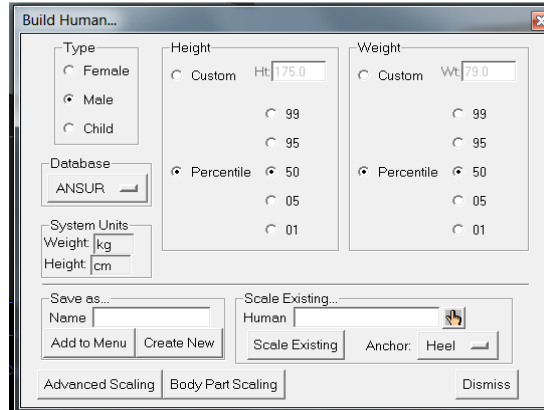 Build Human...
Type
Female
Male
Child
Database
ANSUR
System Units
Weight: kg
Height: cm
Height
Custom Ht: 175.0
99
95
Percentile 50
05
01
Weight
Custom Wt: 79.0
99
95
Percentile 50
05
01
Save as...
Name
Add to Menu Create New
Scale Existing...
Human
Scale Existing Anchor: Heel
Advanced Scaling Body Part Scaling Dismiss